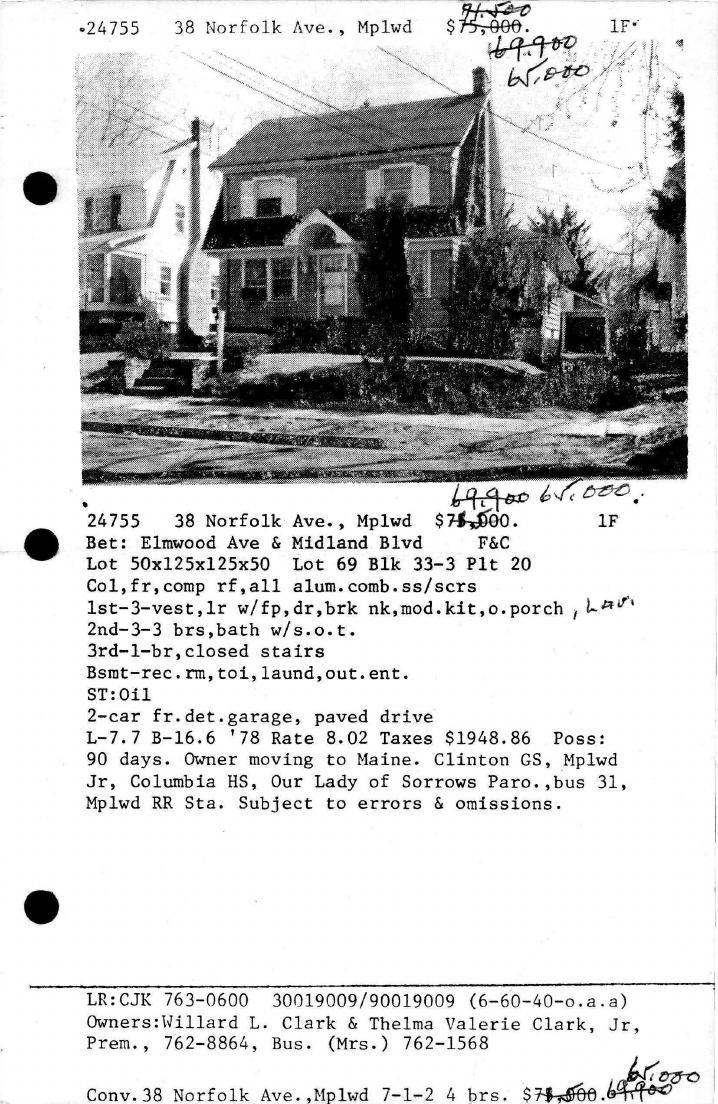 71.500
·24755 38 Norfolk Ave., Mplwd $75,000. 1F·
69.900
65.000
69.900 65.000.
24755 38 Norfolk Ave., Mplwd $7 000. 1F
Bet: Elmwood Ave & Midland Blvd F&C
Lot 50x125x125x50 Lot 69 Blk 33-3 Plt 20
Col,fr,comp rf,all alum.comb.ss/scrs
1st-3-vest,lr w/fp,dr,brk nk,mod.kit,o.porch , Lav.
2nd-3-3 brs,bath w/s.o.t.
3rd-1-br,closed stairs
Bsmt-rec.rm,toi,laund,out.ent.
ST:Oil
2-car fr.det.garage, paved drive
L-7.7 B-16.6 '78 Rate 8.02 Taxes $1948.86 Poss:
90 days. Owner moving to Maine. Clinton GS, Mplwd
Jr, Columbia HS, Our Lady of Sorrows Paro.,bus 31,
Mplwd RR Sta. Subject to errors & omissions.
LR:CJK 763-0600 30019009/90019009 (6-60-40-o.a.a)
Owners:Willard L. Clark & Thelma Valerie Clark, Jr,
Prem., 762-8864, Bus. (Mrs.) 762-1568
65.000
Conv.38 Norfolk Ave.,Mplwd 7-1-2 4 brs. $71,500.69.900